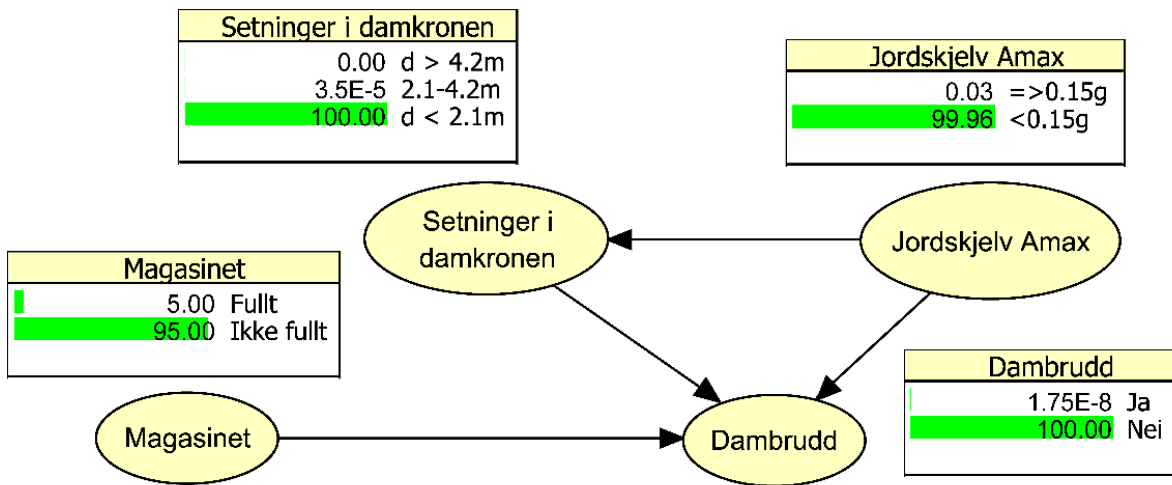 Setninger i damkronen
0.00 d > 4.2m
3.5E-5 2.1-4.2m
100.00 d < 2.1m
Jordskjelv Amax
0.03 =>0.15g
99.96 <0.15g
Setninger i
damkronen
Jordskjelv Amax
Magasinet
5.00 Fullt
95.00 Ikke fullt
Dambrudd
1.75E-8 Ja
100.00 Nei
Magasinet
Dambrudd